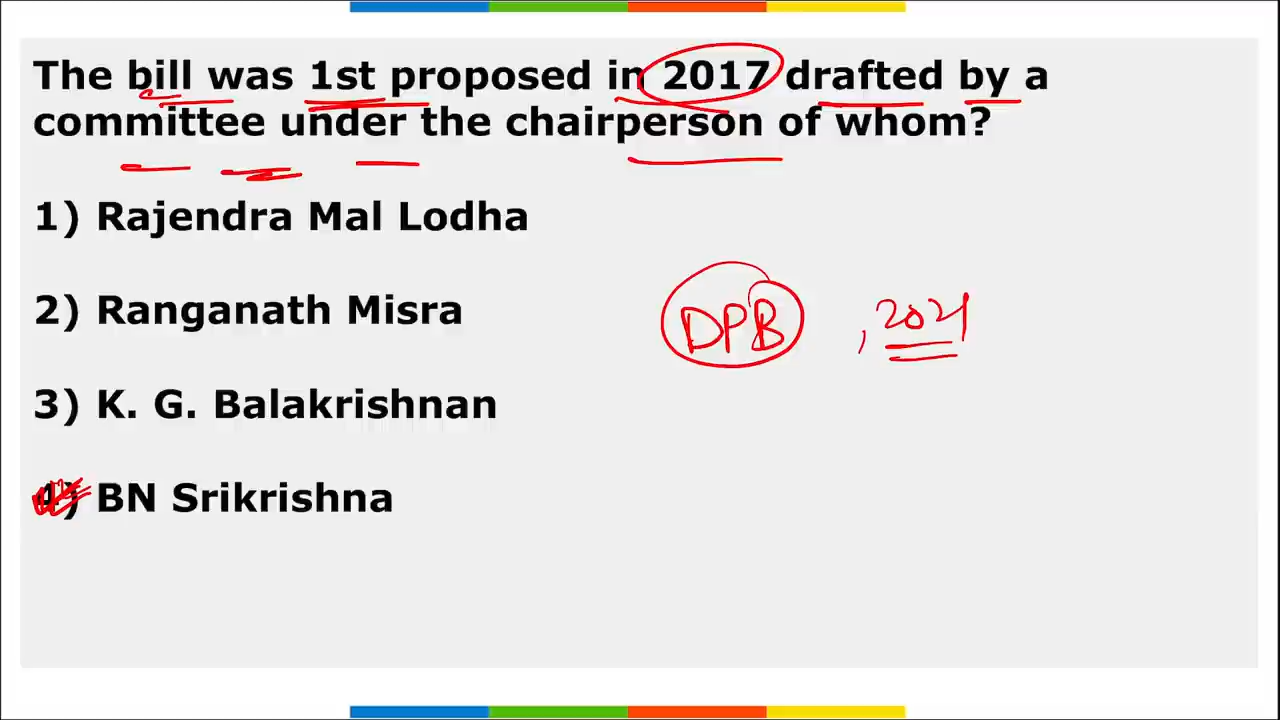 The bill was 1st proposed in 2017 drafted by a
committee under the chairperson of whom?
1) Rajendra Mal Lodha
2) Ranganath Misra
DPB , 2021
3) K. G. Balakrishnan
4) BN Srikrishna